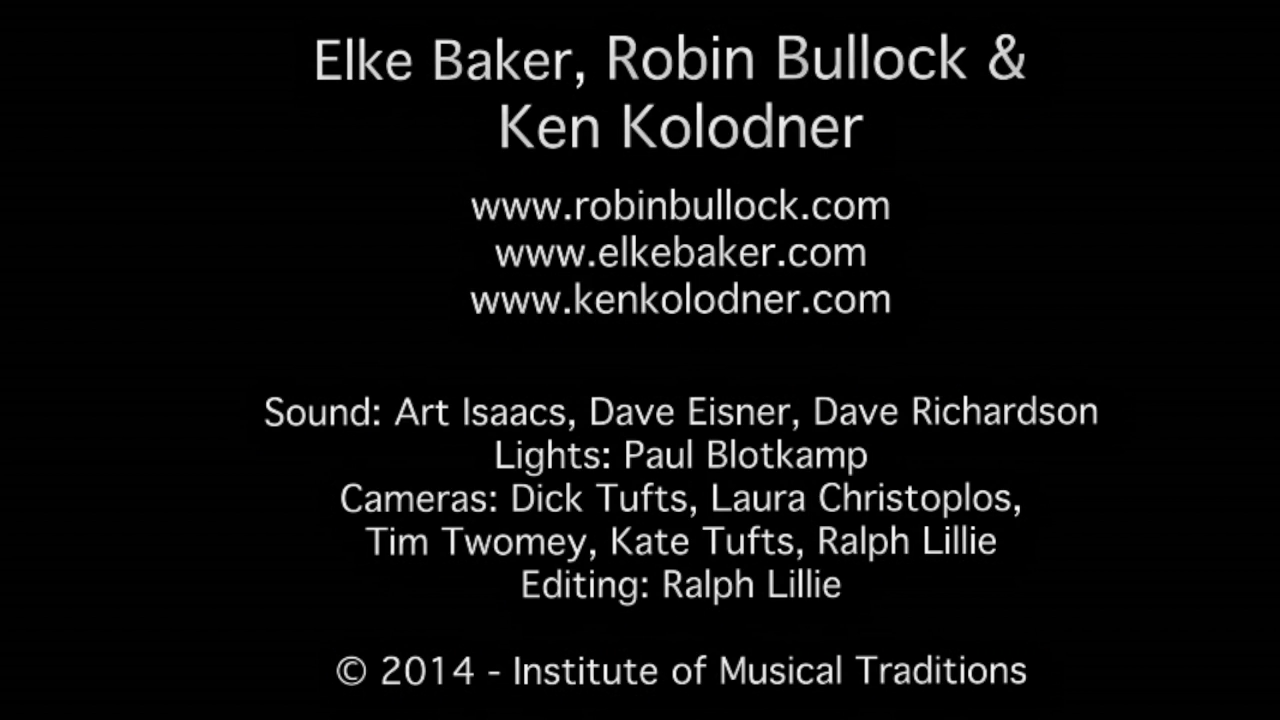 Elke Baker, Robin Bullock &
Ken Kolodner
www.robinbullock.com
www.elkebaker.com
www.kenkolodner.com
Sound: Art Isaacs, Dave Eisner, Dave Richardson
Lights: Paul Blotkamp
Cameras: Dick Tufts, Laura Christoplos,
Tim Twomey, Kate Tufts, Ralph Lillie
Editing: Ralph Lillie
© 2014 - Institute of Musical Traditions